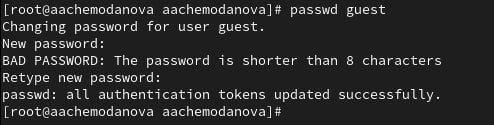 [root@aachemodanova aachemodanova]# passwd guest
Changing password for user guest.
New password:
BAD PASSWORD: The password is shorter than 8 characters
Retype new password:
passwd: all authentication tokens updated successfully.
[root@aachemodanova aachemodanova]#